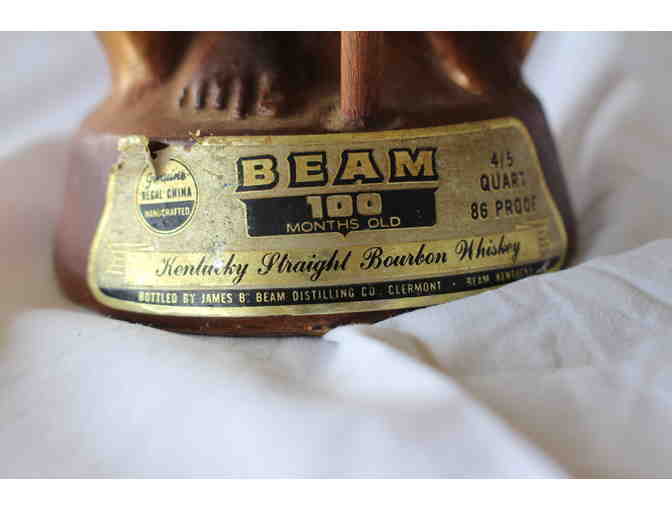 Genuine
REGAL CHINA
HANDCRAFTED
BEAM
100
MONTHS OLD
4/5
QUART
86 PROOF
Kentucky Straight Bourbon Whiskey
BOTTLED BY JAMES B. BEAM DISTILLING CO., CLERMONT · BEAM, KENTUCKY